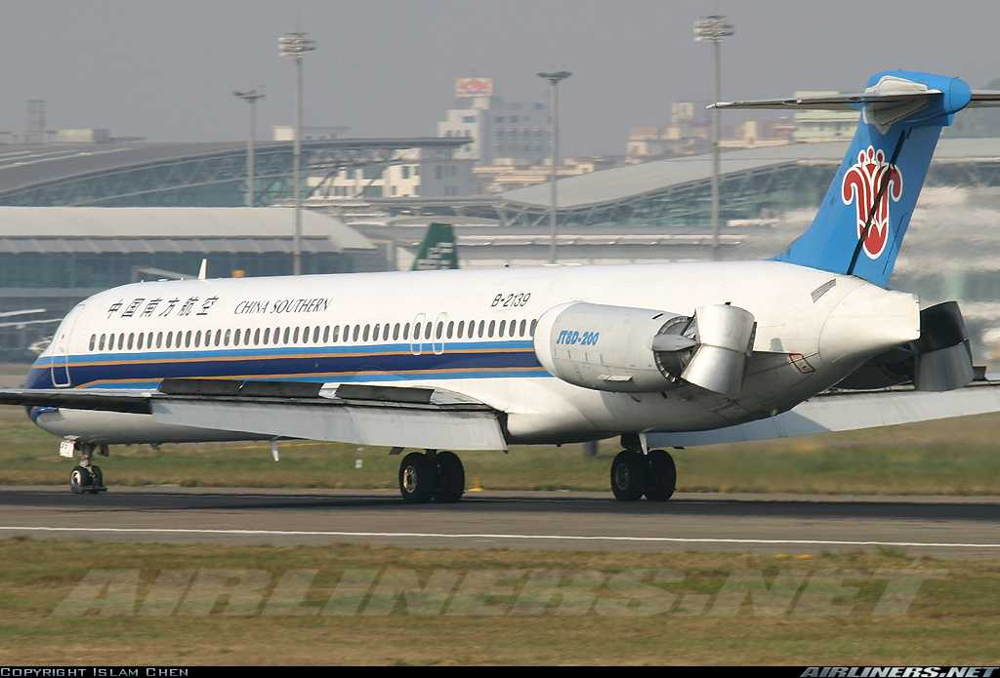 中国南方航空 CHINA SOUTHERN B-2139
JT8D-200
AIRLINERS.NET
COPYRIGHT ISLAM CHEN AIRLINERS.NET